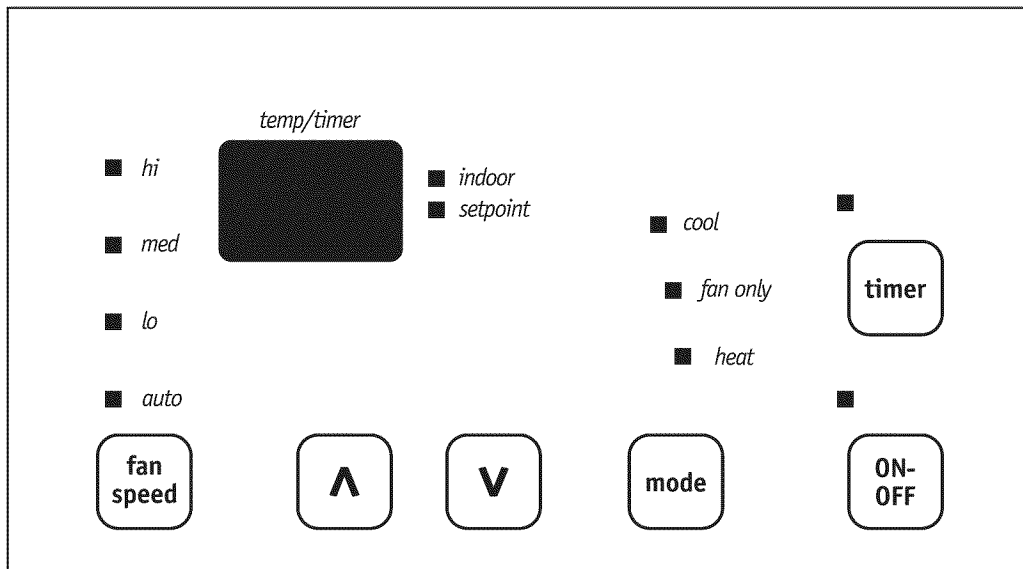 temp/timer
hi
indoor
med
setpoint
cool
lo
fan only
timer
heat
auto
fan
speed
Λ
V
mode
ON-
OFF